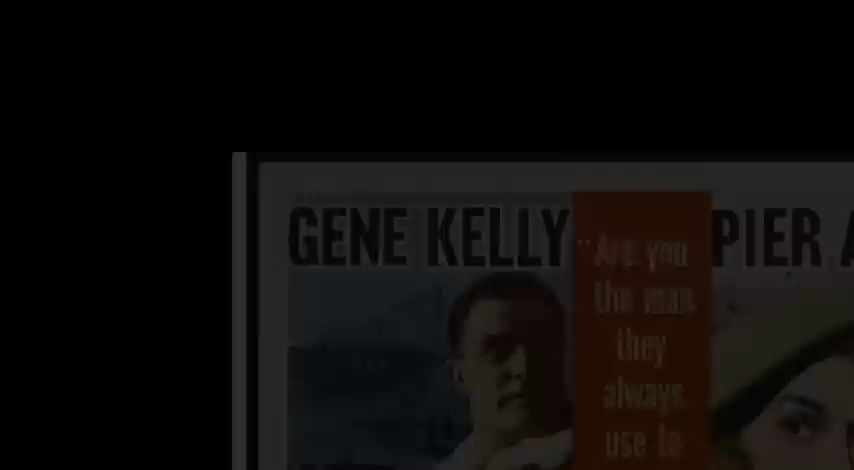 GENE KELLY PIER A
"Are you
the man
they
always
use to